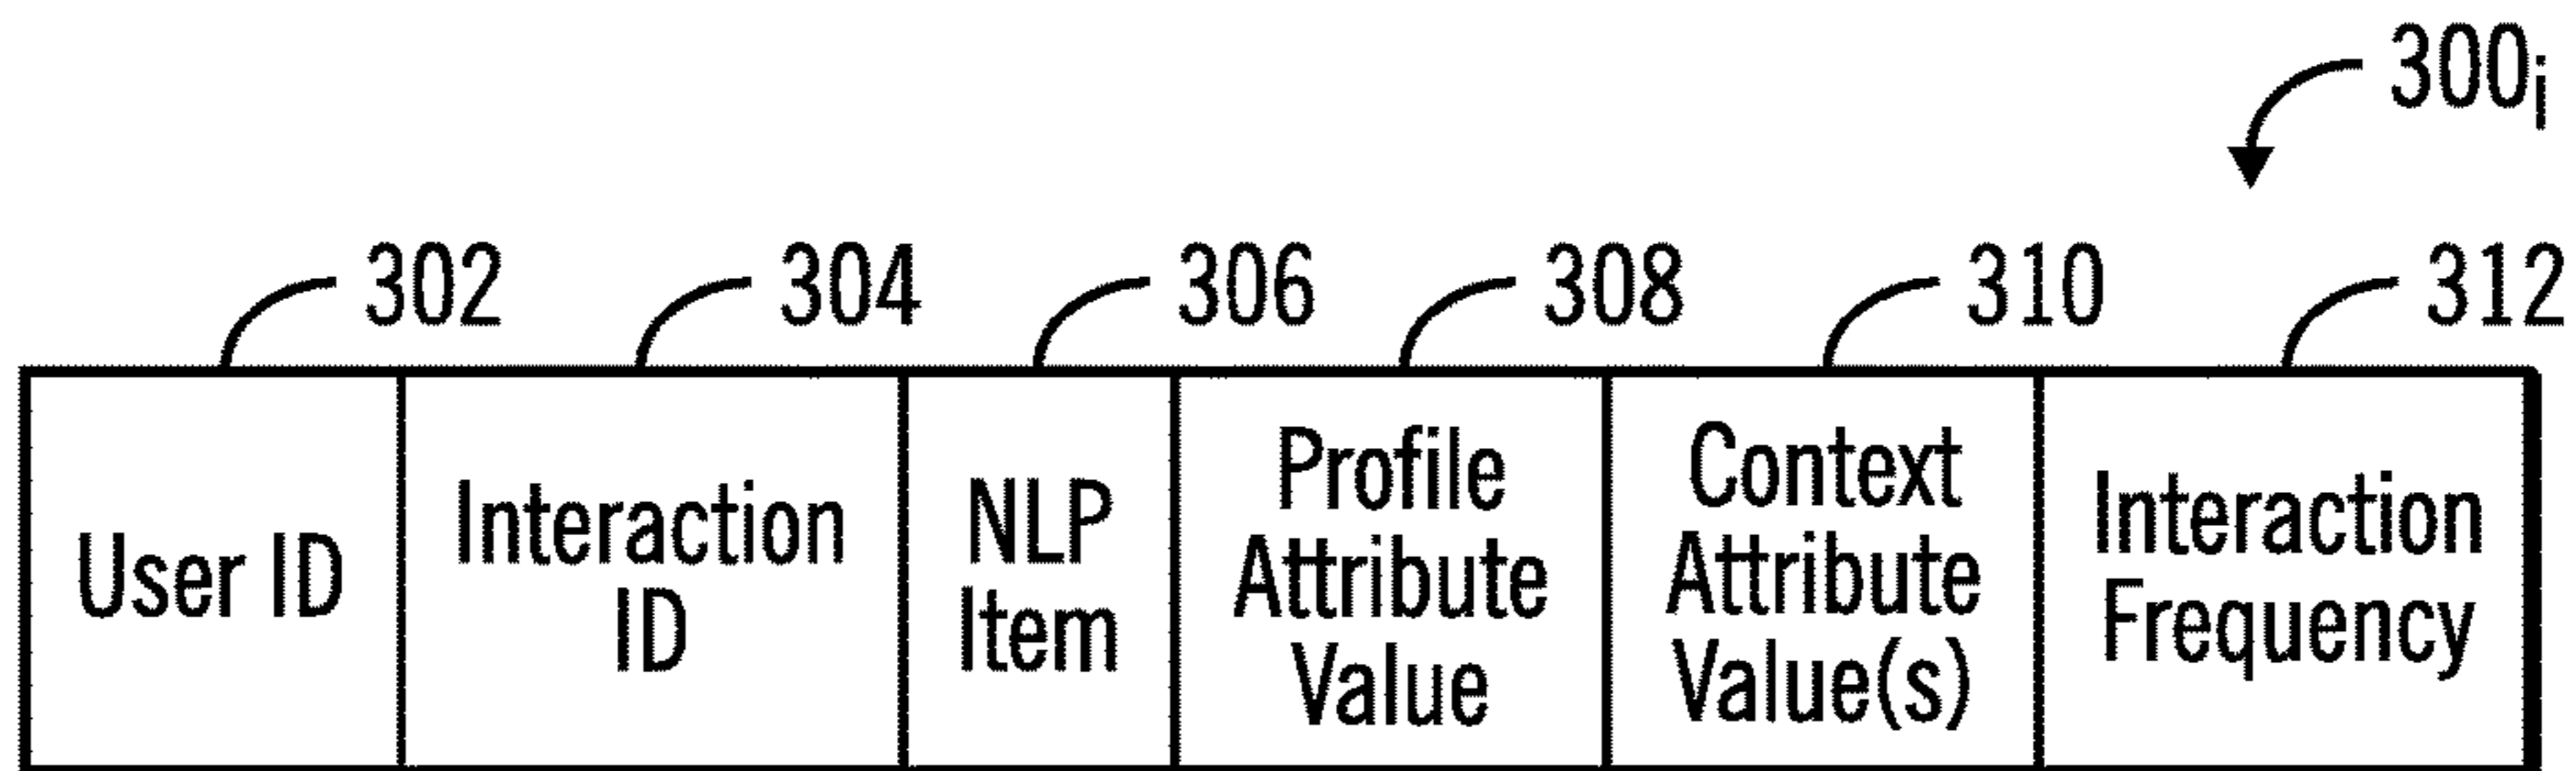 300i
302 304 306 308 310 312
User ID
Interaction
ID
NLP
Item
Profile
Attribute
Value
Context
Attribute
Value(s)
Interaction
Frequency